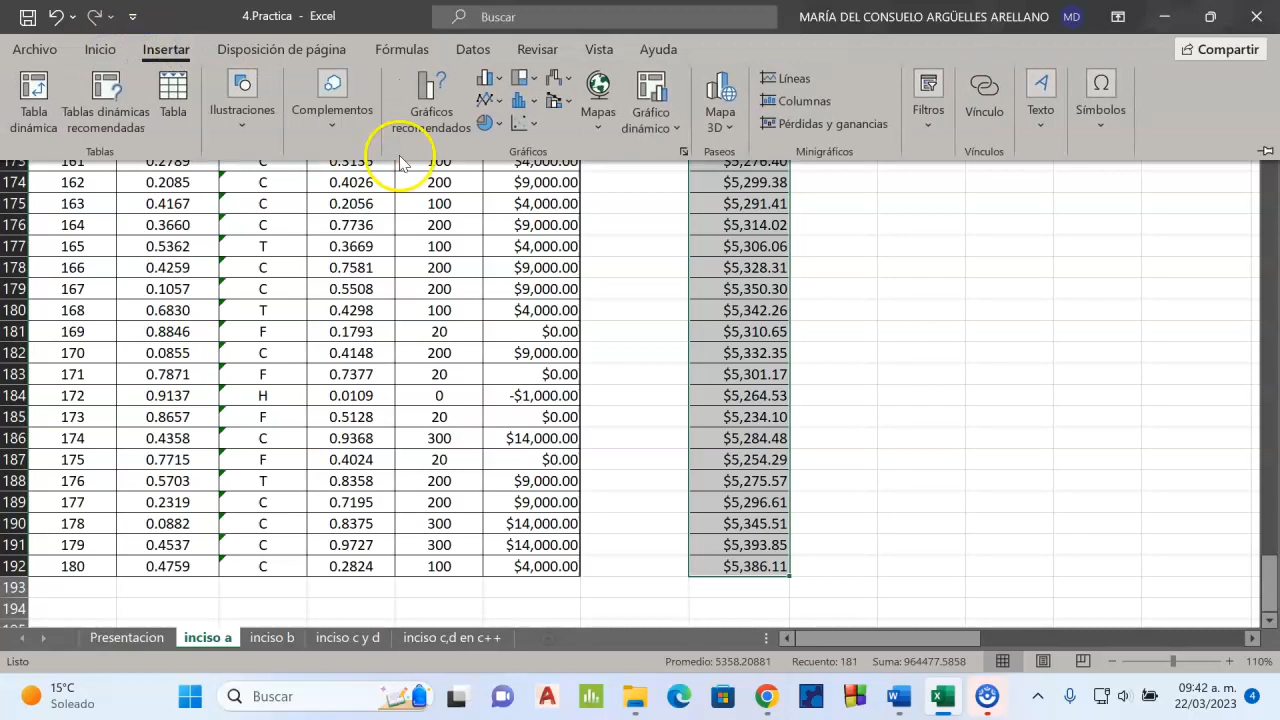 4.Practica - Excel
Buscar
MARÍA DEL CONSUELO ARGÜELLES ARELLANO MD
Archivo Inicio Insertar Disposición de página Fórmulas Datos Revisar Vista Ayuda Compartir
Tabla dinámica
Tablas dinámicas recomendadas
Tabla
Ilustraciones
Complementos
Gráficos recomendados
Mapas
Gráfico dinámico
Mapa 3D
Líneas
Columnas
Pérdidas y ganancias
Filtros
Vínculo
Texto
Símbolos
Tablas Gráficos Paseos Minigráficos Vínculos
173 161 0.2789 C 0.3135 100 $4,000.00 $5,276.40
174 162 0.2085 C 0.4026 200 $9,000.00 $5,299.38
175 163 0.4167 C 0.2056 100 $4,000.00 $5,291.41
176 164 0.3660 C 0.7736 200 $9,000.00 $5,314.02
177 165 0.5362 T 0.3669 100 $4,000.00 $5,306.06
178 166 0.4259 C 0.7581 200 $9,000.00 $5,328.31
179 167 0.1057 C 0.5508 200 $9,000.00 $5,350.30
180 168 0.6830 T 0.4298 100 $4,000.00 $5,342.26
181 169 0.8846 F 0.1793 20 $0.00 $5,310.65
182 170 0.0855 C 0.4148 200 $9,000.00 $5,332.35
183 171 0.7871 F 0.7377 20 $0.00 $5,301.17
184 172 0.9137 H 0.0109 0 -$1,000.00 $5,264.53
185 173 0.8657 F 0.5128 20 $0.00 $5,234.10
186 174 0.4358 C 0.9368 300 $14,000.00 $5,284.48
187 175 0.7715 F 0.4024 20 $0.00 $5,254.29
188 176 0.5703 T 0.8358 200 $9,000.00 $5,275.57
189 177 0.2319 C 0.7195 200 $9,000.00 $5,296.61
190 178 0.0882 C 0.8375 300 $14,000.00 $5,345.51
191 179 0.4537 C 0.9727 300 $14,000.00 $5,393.85
192 180 0.4759 C 0.2824 100 $4,000.00 $5,386.11
193
194
Presentacion inciso a inciso b inciso c y d inciso c,d en c++
Listo Promedio: 5358.20881 Recuento: 181 Suma: 964477.5858 110%
15°C
Soleado
Buscar
09:42 a. m.
22/03/2023
4